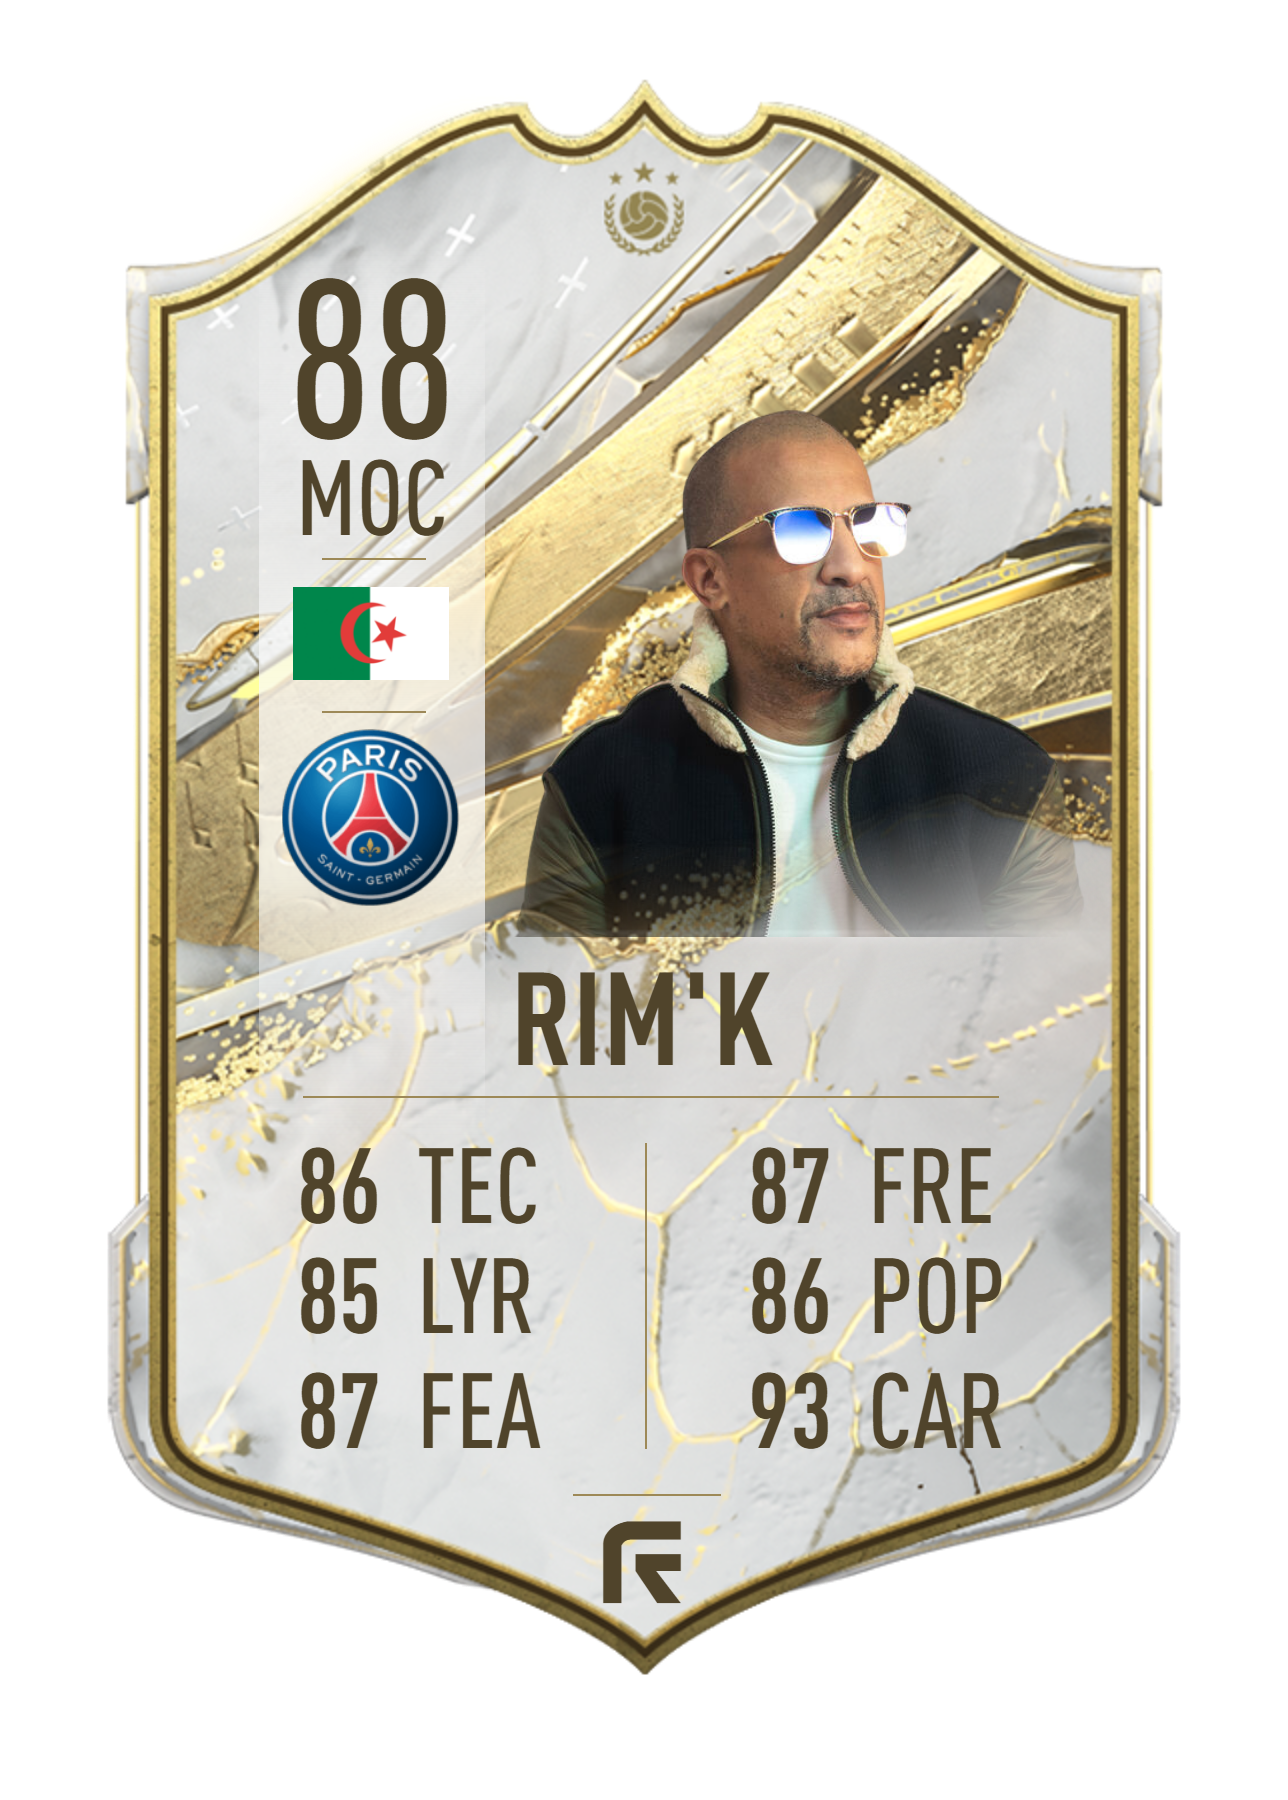 88
MOC
PARIS
SAINT-GERMAIN
RIM'K
86 TEC
85 LYR
87 FEA
87 FRE
86 POP
93 CAR